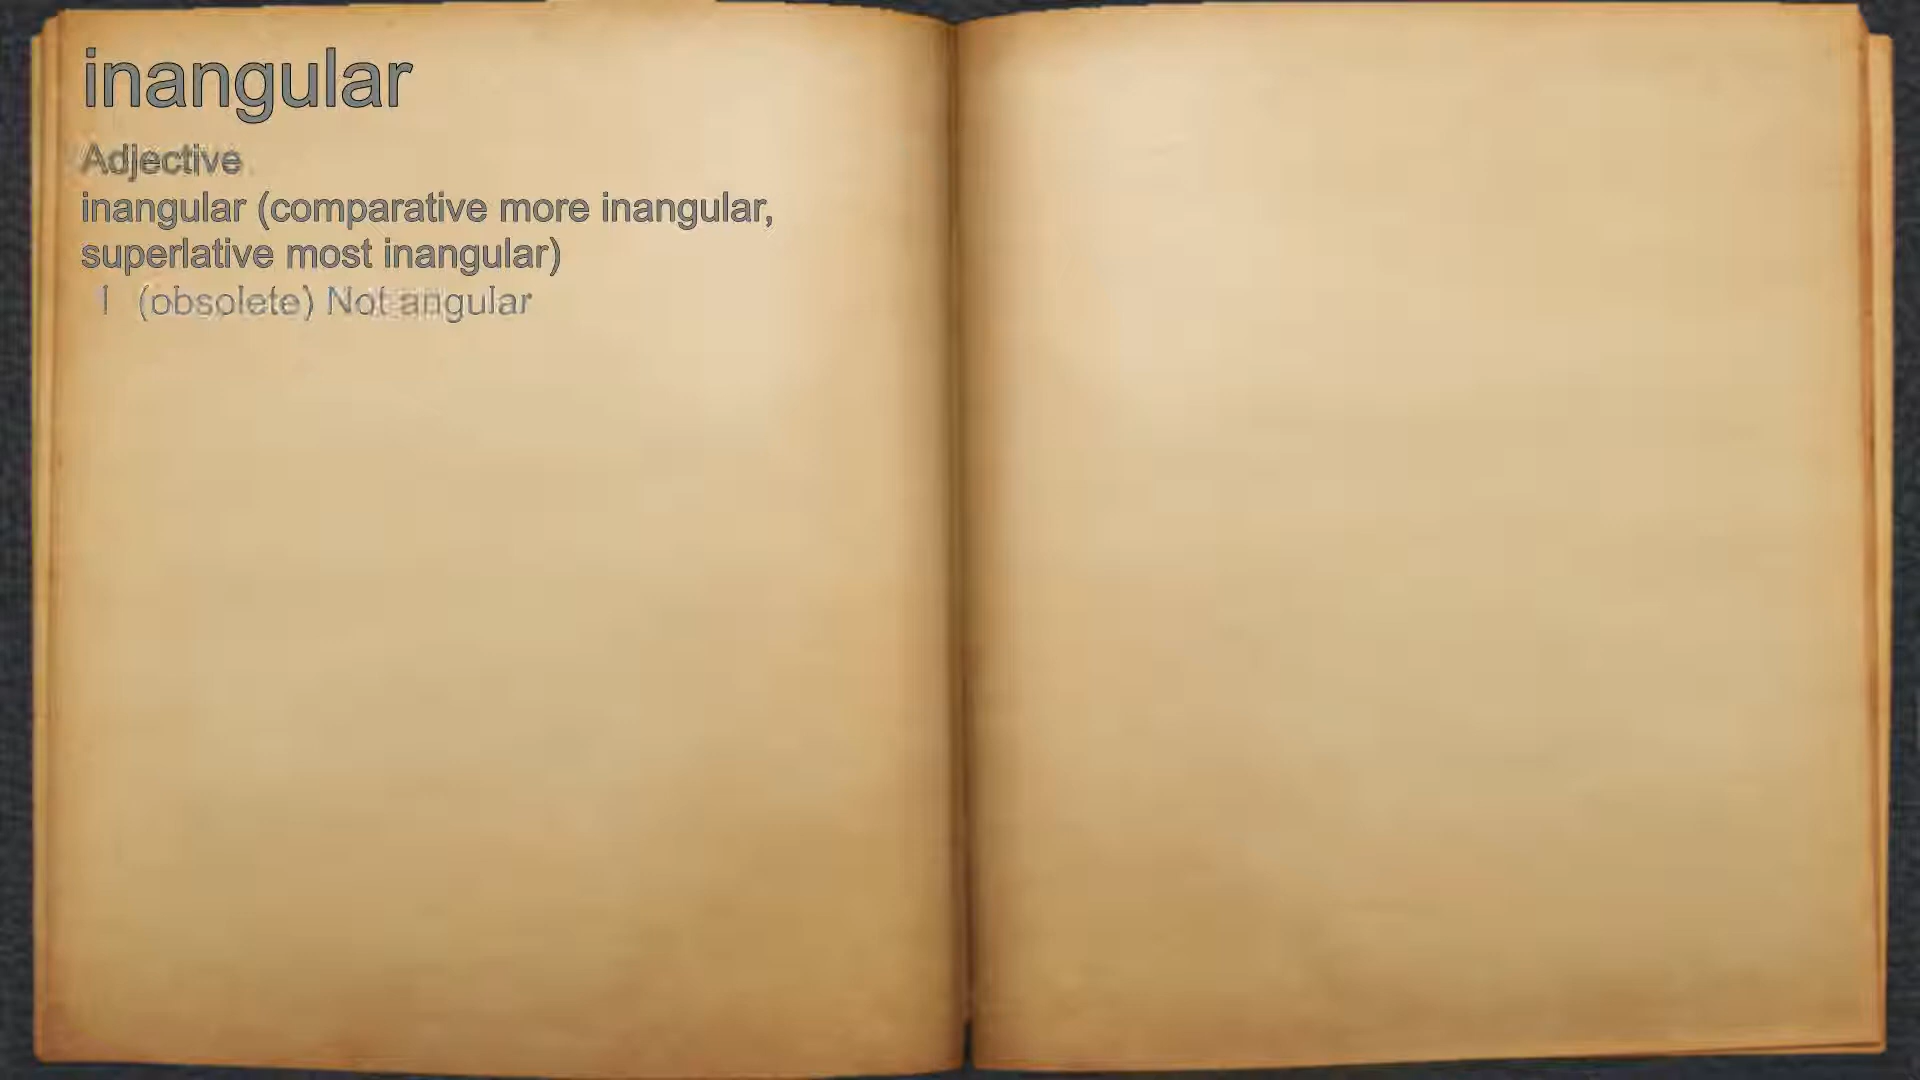 inangular
Adjective
inangular (comparative more inangular,
superlative most inangular)
1 (obsolete) Not angular